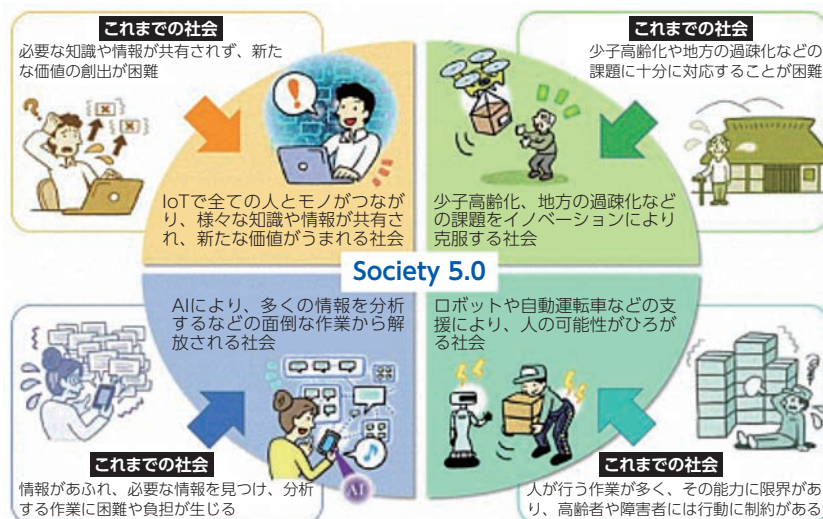 これまでの社会
必要な知識や情報が共有されず、新た
な価値の創出が困難
IoTで全ての人とモノがつなが
り、様々な知識や情報が共有さ
れ、新たな価値がうまれる社会
これまでの社会
少子高齢化や地方の過疎化などの
課題に十分に対応することが困難
少子高齢化、地方の過疎化など
の課題をイノベーションにより
克服する社会
Society 5.0
AIにより、多くの情報を分析
するなどの面倒な作業から解
放される社会
AI
これまでの社会
情報があふれ、必要な情報を見つけ、分析
する作業に困難や負担が生じる
ロボットや自動運転車などの支
援により、人の可能性がひろが
る社会
これまでの社会
人が行う作業が多く、その能力に限界があ
り、高齢者や障害者には行動に制約がある